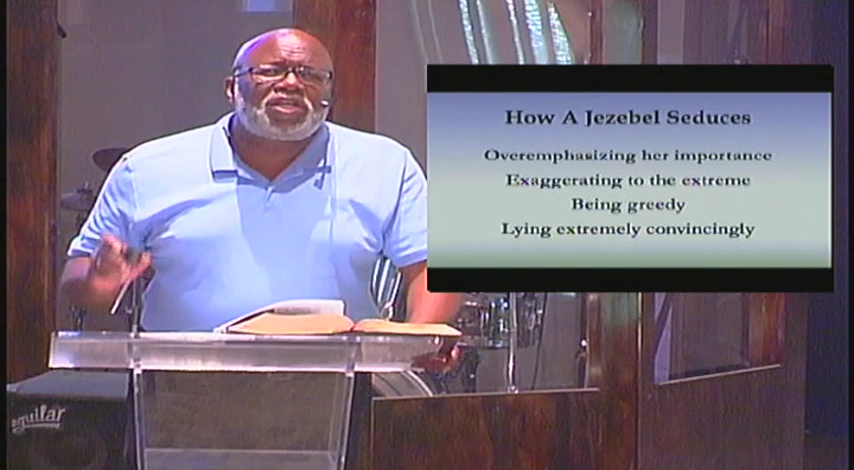 How A Jezebel Seduces
Overemphasizing her importance
Exaggerating to the extreme
Being greedy
Lying extremely convincingly
aguilar